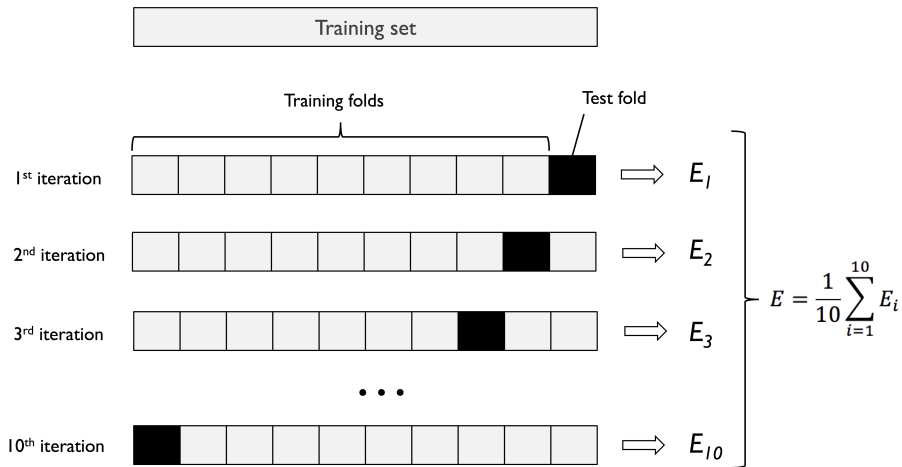 Training set
Training folds
Test fold
1st iteration
E1
2nd iteration
E2
3rd iteration
E3
...
10th iteration
E10
E = 1/10 ∑_{i=1}^{10} E_i